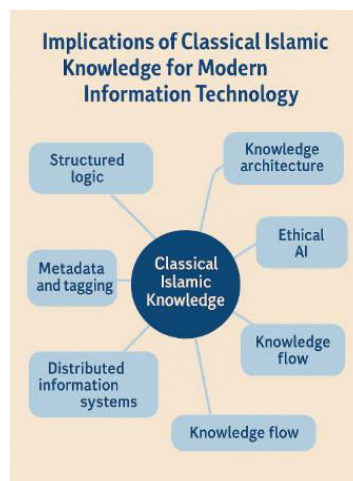 Implications of Classical Islamic
Knowledge for Modern
Information Technology
Structured
logic
Knowledge
architecture
Ethical
AI
Metadata
and tagging
Classical
Islamic
Knowledge
Knowledge
flow
Distributed
information
systems
Knowledge flow